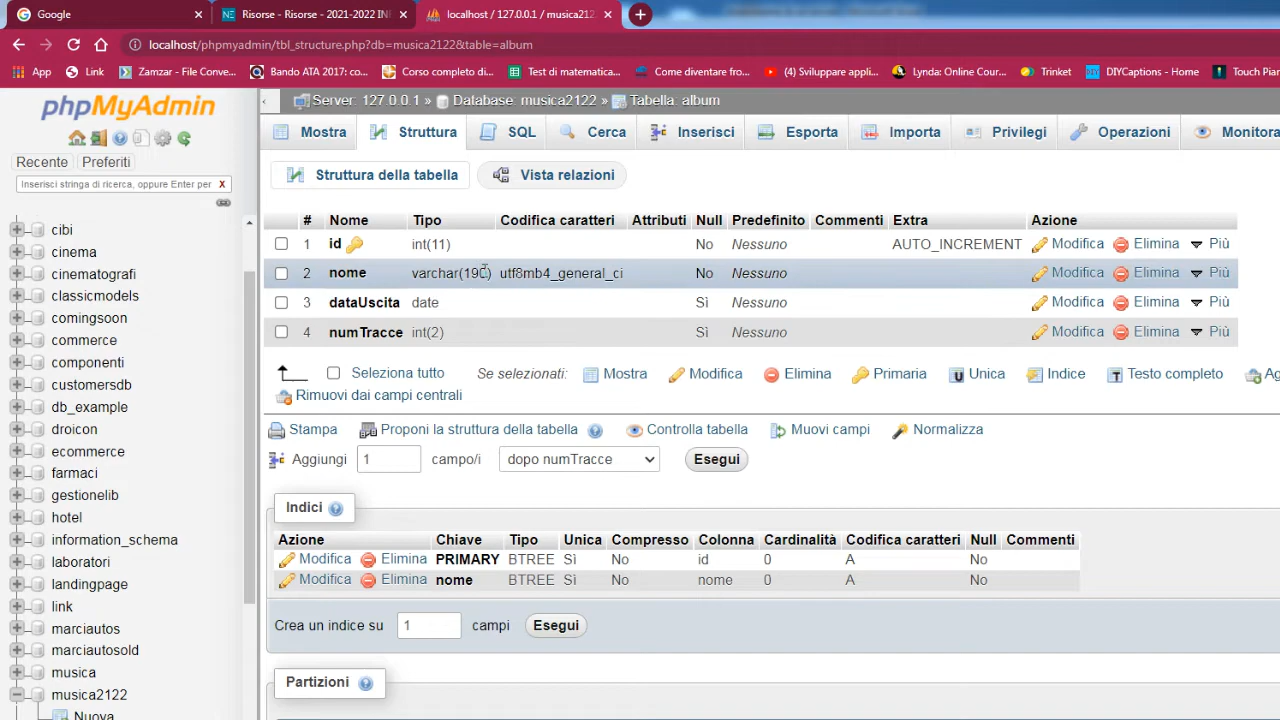 Google
Risorse - Risorse - 2021-2022 IN
localhost / 127.0.0.1 / musica212
localhost/phpmyadmin/tbl_structure.php?db=musica2122&table=album
App Link Zamzar - File Conve... Bando ATA 2017: co... Corso completo di... Test di matematica... Come diventare fro... (4) Sviluppare appli... Lynda: Online Cour... Trinket DIYCaptions - Home Touch Pian
phpMyAdmin
Recente Preferiti
Inserisci stringa di ricerca, oppure Enter per X
cibi
cinema
cinematografi
classicmodels
comingsoon
commerce
componenti
customersdb
db_example
droicon
ecommerce
farmaci
gestionelib
hotel
information_schema
laboratori
landingpage
link
marciautos
marciautosold
musica
musica2122
Nuova
Server: 127.0.0.1 » Database: musica2122 » Tabella: album
Mostra Struttura SQL Cerca Inserisci Esporta Importa Privilegi Operazioni Monitora
Struttura della tabella Vista relazioni
# Nome Tipo Codifica caratteri Attributi Null Predefinito Commenti Extra Azione
1 id int(11) No Nessuno AUTO_INCREMENT Modifica Elimina Più
2 nome varchar(190) utf8mb4_general_ci No Nessuno Modifica Elimina Più
3 dataUscita date Sì Nessuno Modifica Elimina Più
4 numTracce int(2) Sì Nessuno Modifica Elimina Più
Seleziona tutto Se selezionati: Mostra Modifica Elimina Primaria Unica Indice Testo completo Ag
Rimuovi dai campi centrali
Stampa Proponi la struttura della tabella Controlla tabella Muovi campi Normalizza
Aggiungi 1 campo/i dopo numTracce Esegui
Indici
Azione Chiave Tipo Unica Compresso Colonna Cardinalità Codifica caratteri Null Commenti
Modifica Elimina PRIMARY BTREE Sì No id 0 A No
Modifica Elimina nome BTREE Sì No nome 0 A No
Crea un indice su 1 campi Esegui
Partizioni